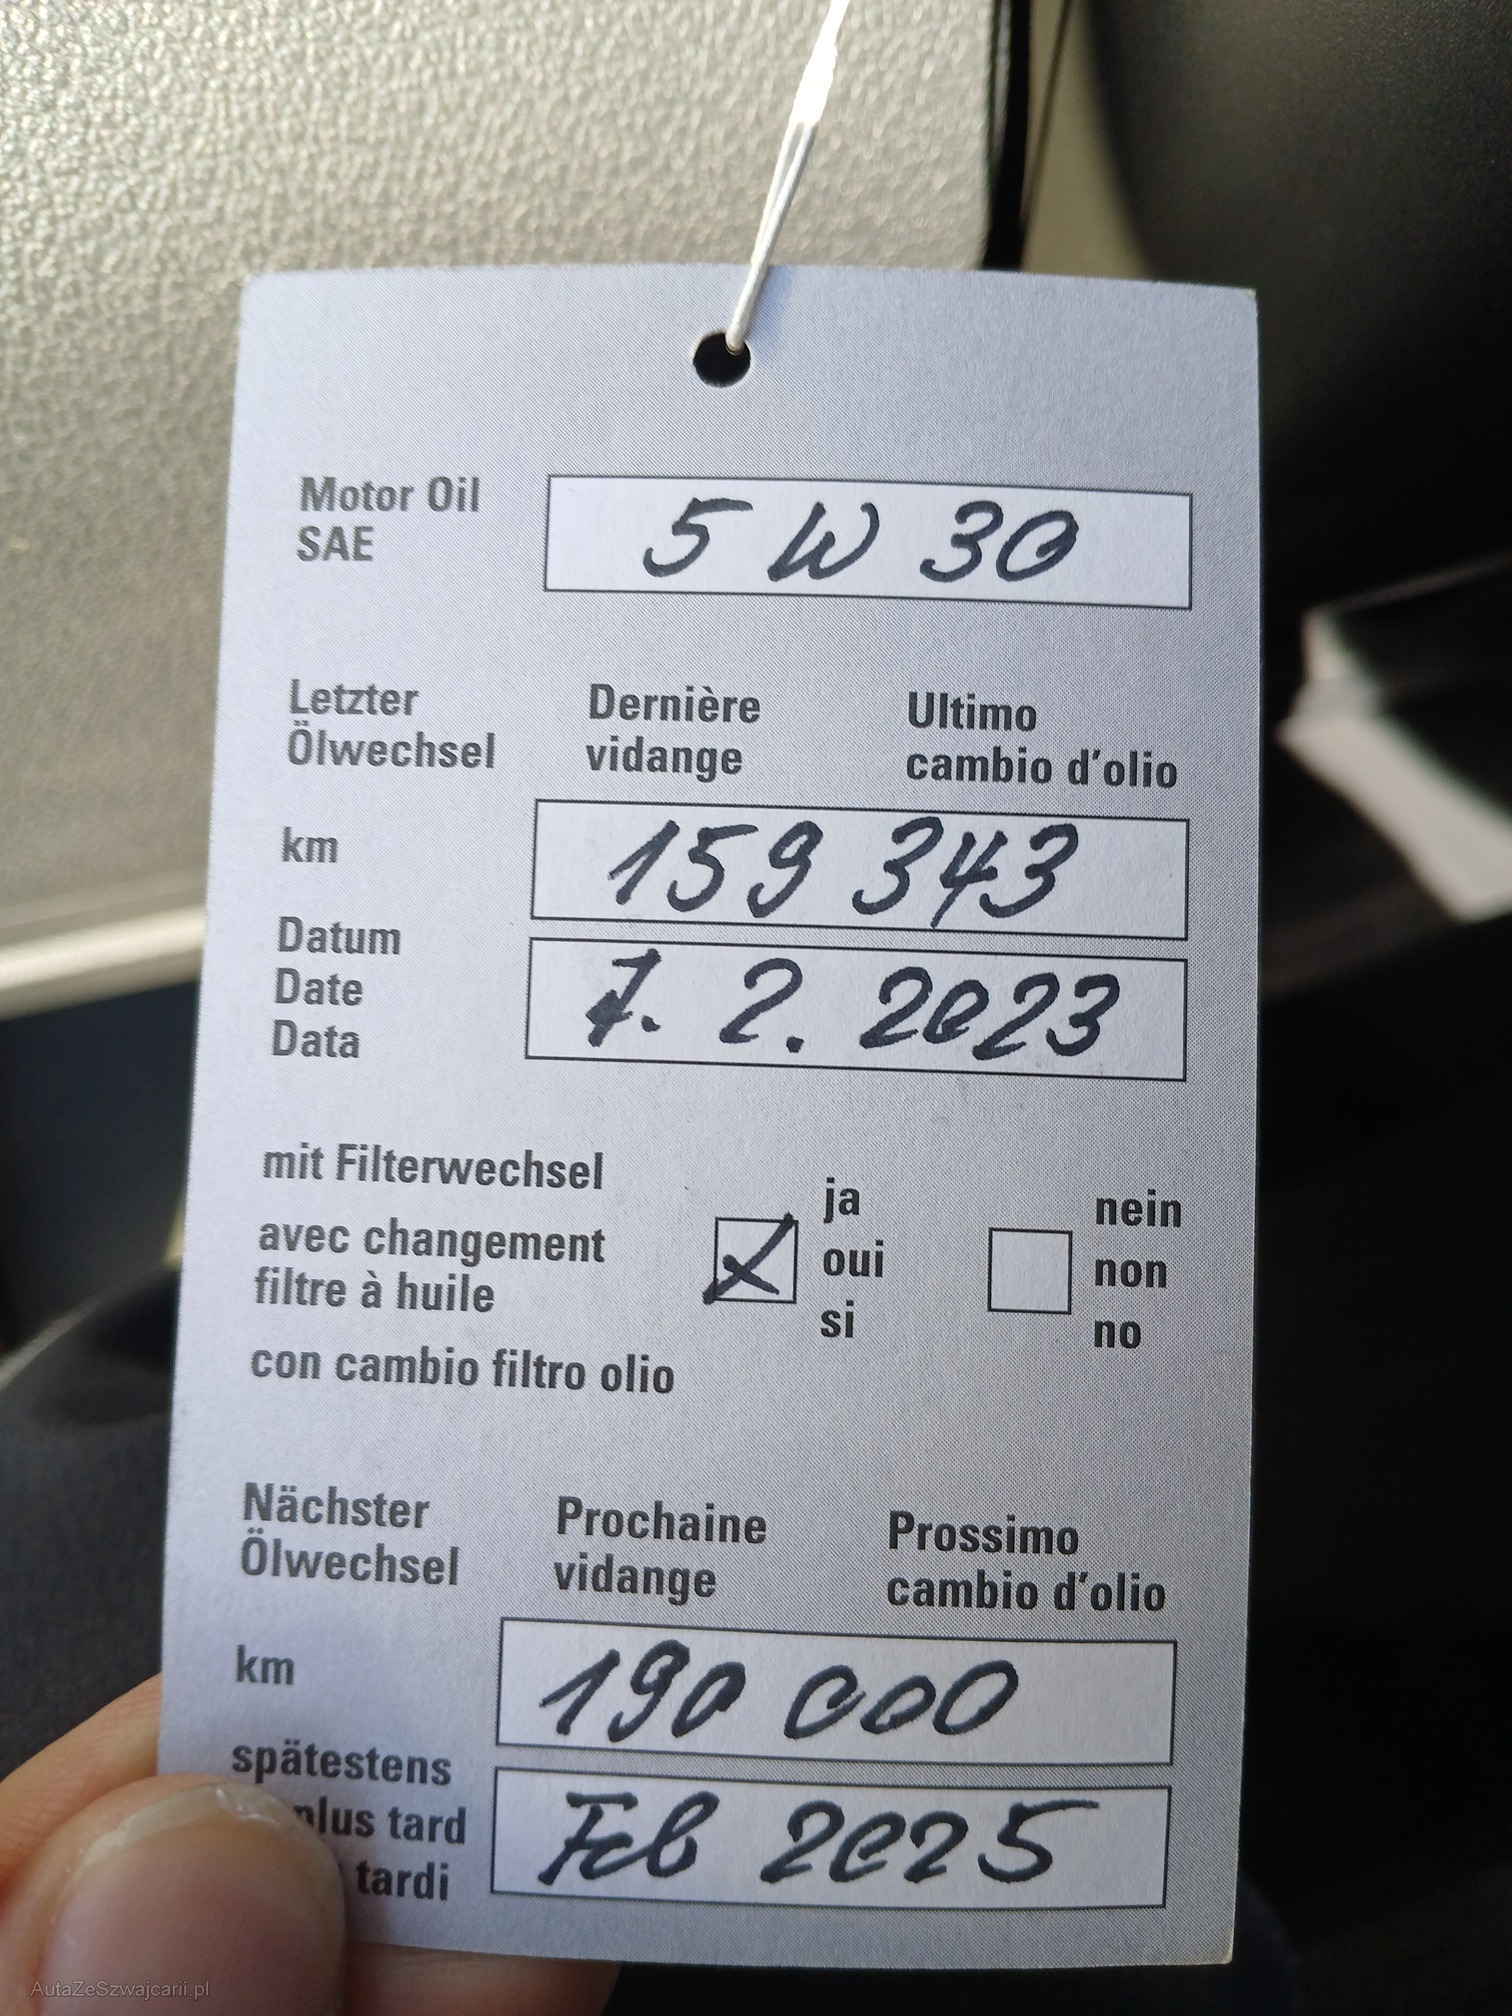 Motor Oil
SAE
5 W 30
Letzter Dernière Ultimo
Ölwechsel vidange cambio d'olio
km 159 343
Datum
Date
Data
7. 2. 2023
mit Filterwechsel
avec changement
filtre à huile
con cambio filtro olio
ja
oui
si
nein
non
no
Nächster Prochaine Prossimo
Ölwechsel vidange cambio d'olio
km 190 000
spätestens
plus tard
tardi
Feb 2025
AutaZeSzwajcarii.pl